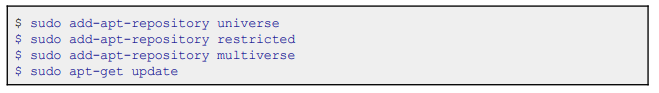 $ sudo add-apt-repository universe
$ sudo add-apt-repository restricted
$ sudo add-apt-repository multiverse
$ sudo apt-get update